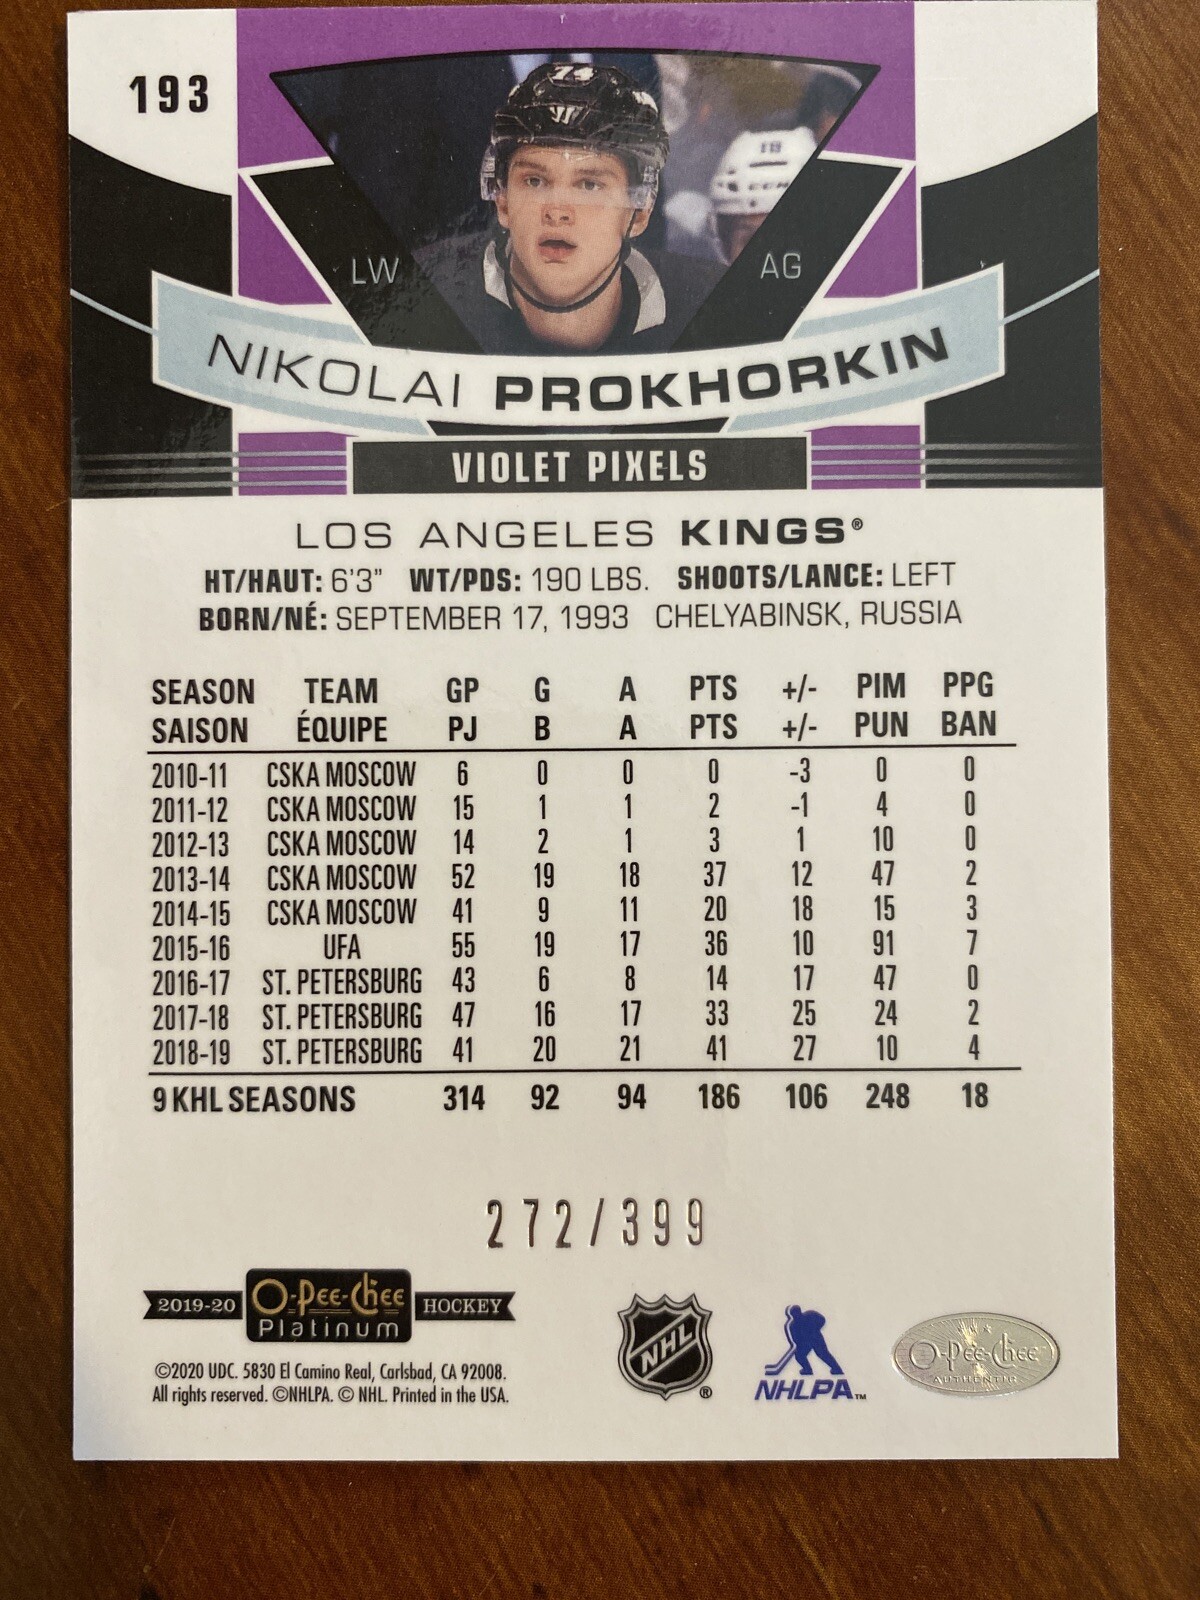 193
74
19
CCM
LW
AG
NIKOLAI PROKHORKIN
VIOLET PIXELS
LOS ANGELES KINGS®
HT/HAUT: 6'3" WT/PDS: 190 LBS. SHOOTS/LANCE: LEFT
BORN/NÉ: SEPTEMBER 17, 1993 CHELYABINSK, RUSSIA
SEASON TEAM GP G A PTS +/- PIM PPG
SAISON ÉQUIPE PJ B A PTS +/- PUN BAN
2010-11 CSKA MOSCOW 6 0 0 0 -3 0 0
2011-12 CSKA MOSCOW 15 1 1 2 -1 4 0
2012-13 CSKA MOSCOW 14 2 1 3 1 10 0
2013-14 CSKA MOSCOW 52 19 18 37 12 47 2
2014-15 CSKA MOSCOW 41 9 11 20 18 15 3
2015-16 UFA 55 19 17 36 10 91 7
2016-17 ST. PETERSBURG 43 6 8 14 17 47 0
2017-18 ST. PETERSBURG 47 16 17 33 25 24 2
2018-19 ST. PETERSBURG 41 20 21 41 27 10 4
9 KHL SEASONS 314 92 94 186 106 248 18
272/399
2019-20 O-Pee-Chee HOCKEY
Platinum
©2020 UDC. 5830 El Camino Real, Carlsbad, CA 92008.
All rights reserved. ©NHLPA. © NHL. Printed in the USA.
NHL ®
NHLPA™
O-Pee-Chee
AUTHENTIC